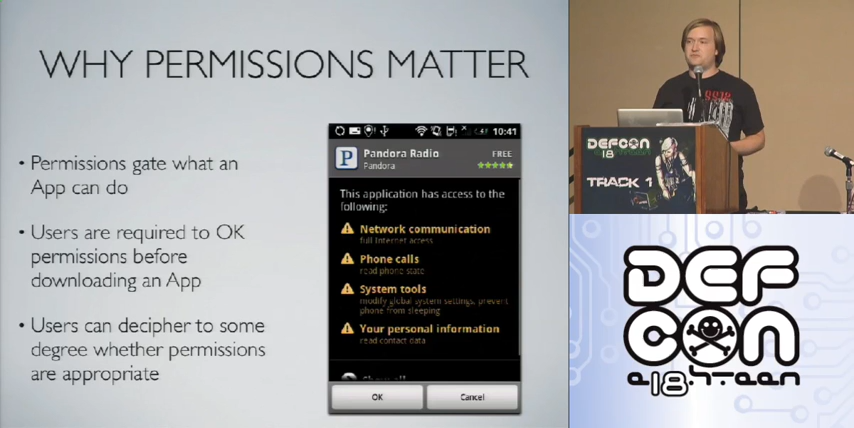 WHY PERMISSIONS MATTER
• Permissions gate what an
App can do
• Users are required to OK
permissions before
downloading an App
• Users can decipher to some
degree whether permissions
are appropriate
10:41
P
Pandora Radio
FREE
Pandora
This application has access to the
following:
Network communication
full Internet access
Phone calls
read phone state
System tools
modify global system settings, prevent
phone from sleeping
Your personal information
read contact data
Show all
OK
Cancel
DEFCON
18
TRACK 1
DEF
CON
e18hteen